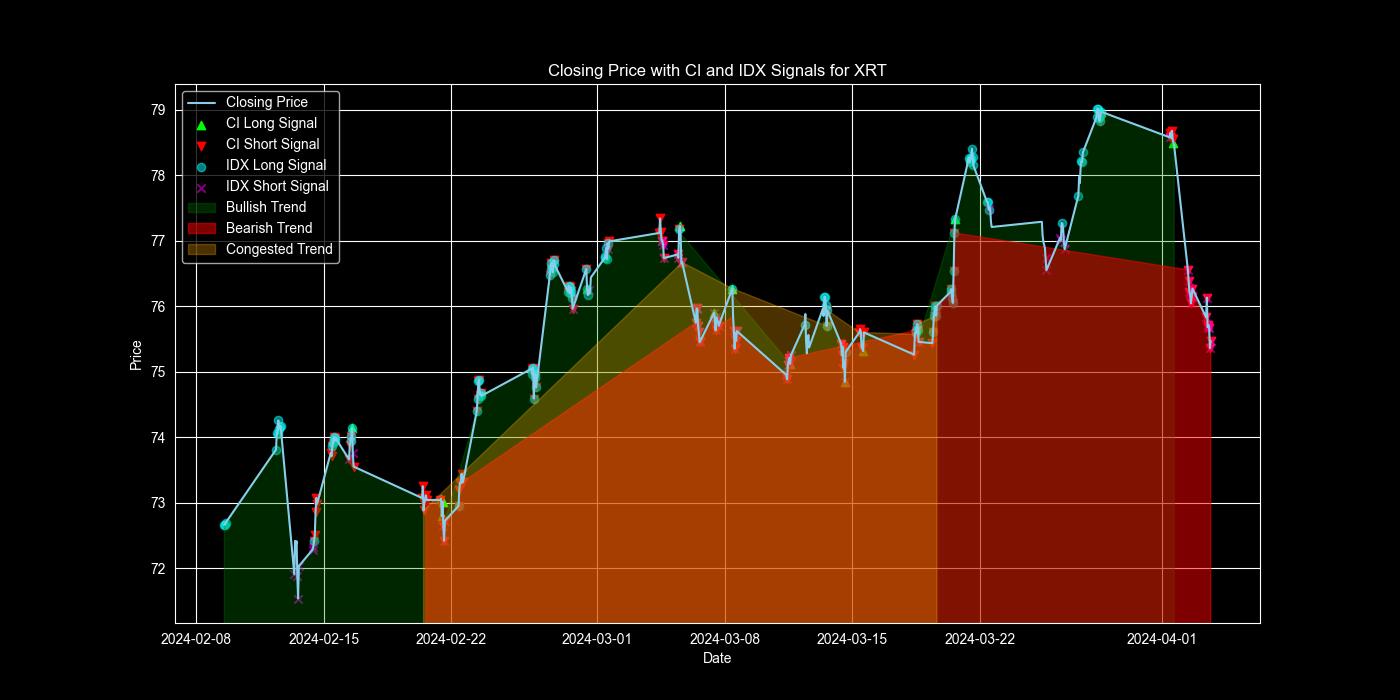 Closing Price with CI and IDX Signals for XRT
Closing Price
CI Long Signal
CI Short Signal
IDX Long Signal
IDX Short Signal
Bullish Trend
Bearish Trend
Congested Trend
79
78
77
76
75
74
73
72
Price
2024-02-08 2024-02-15 2024-02-22 2024-03-01 2024-03-08 2024-03-15 2024-03-22 2024-04-01
Date